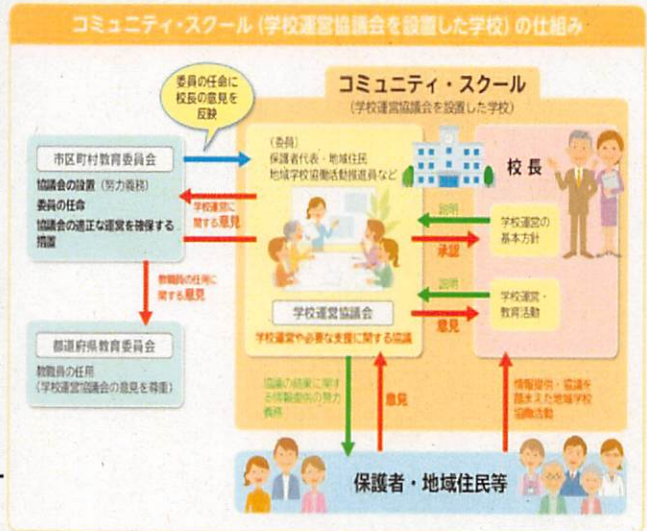 コミュニティ・スクール(学校運営協議会を設置した学校)の仕組み
委員の任命に
校長の意見を
反映
コミュニティ・スクール
(学校運営協議会を設置した学校)
市区町村教育委員会
協議会の設置(努力義務)
委員の任命
協議会の適正な運営を確保する
措置
学校運営に
関する意見
(委員)
保護者代表・地域住民
地域学校協働活動推進員など
校長
説明
承認
学校運営の
基本方針
説明
意見
学校運営・
教育活動
学校運営協議会
学校運営や必要な支援に関する協議
教職員の任用に
関する意見
都道府県教育委員会
教職員の任用
(学校運営協議会の意見を尊重)
協議の結果に関す
る情報提供の努力
義務
意見
情報提供・協議を
踏まえた地域学校
協働活動
保護者・地域住民等